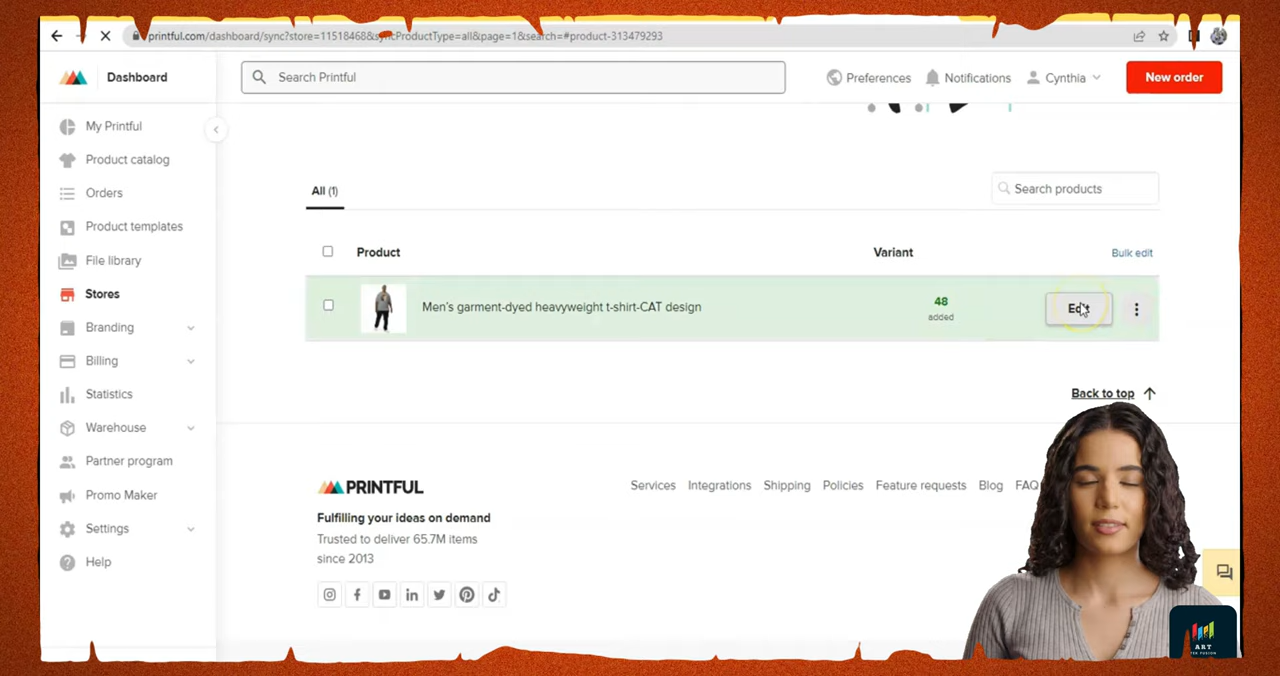 printful.com/dashboard/sync?store=11518468&syncProductType=all&page=1&search=#product-313479293
Dashboard
Search Printful
Preferences
Notifications
Cynthia
New order
My Printful
Product catalog
Orders
Product templates
File library
Stores
Branding
Billing
Statistics
Warehouse
Partner program
Promo Maker
Settings
Help
All (1)
Search products
Product
Variant
Bulk edit
Men's garment-dyed heavyweight t-shirt-CAT design
48
added
Edit
Back to top
PRINTFUL
Fulfilling your ideas on demand
Trusted to deliver 65.7M items
since 2013
Services
Integrations
Shipping
Policies
Feature requests
Blog
FAQ
ART